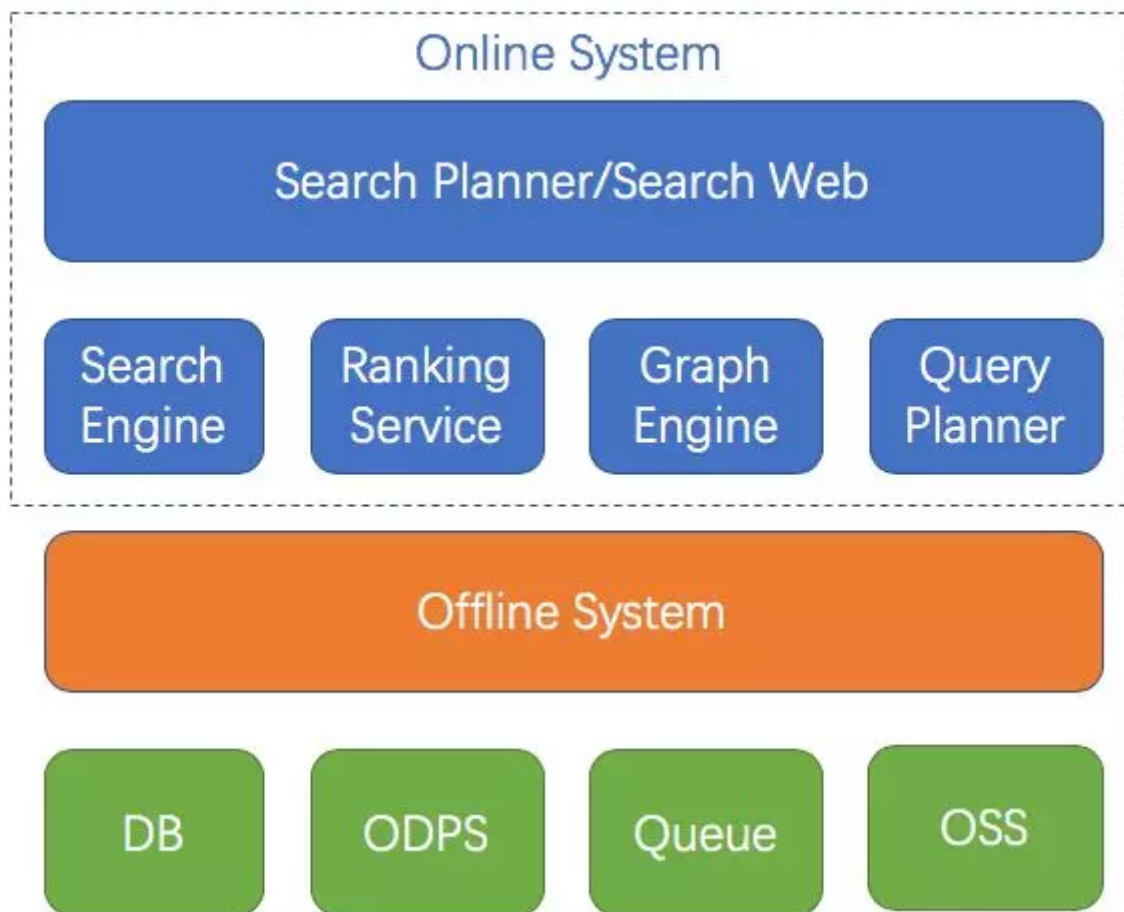 Online System
Search Planner/Search Web
Search
Engine
Ranking
Service
Graph
Engine
Query
Planner
Offline System
DB
ODPS
Queue
OSS